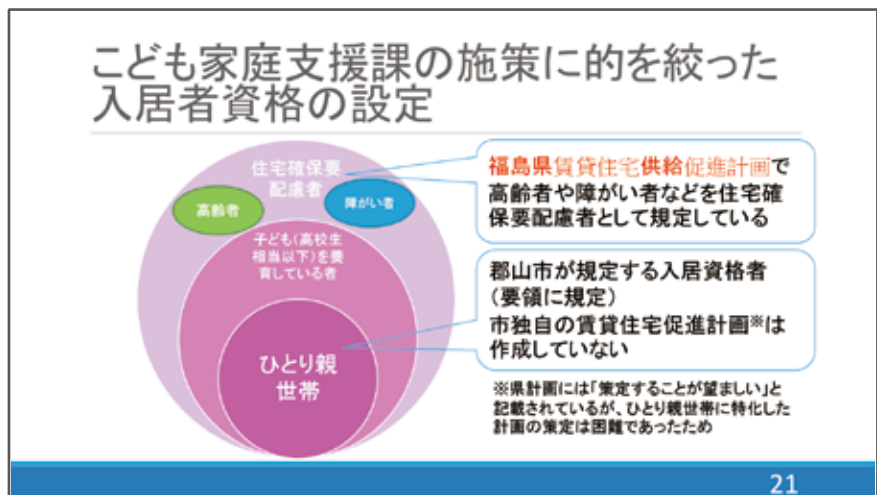 こども家庭支援課の施策に的を絞った
入居者資格の設定
住宅確保要
配慮者
高齢者
障がい者
子ども(高校生
相当以下)を養
育している者
ひとり親
世帯
福島県賃貸住宅供給促進計画で
高齢者や障がい者などを住宅確
保要配慮者として規定している
郡山市が規定する入居資格者
(要領に規定)
市独自の賃貸住宅促進計画※は
作成していない
※県計画には「策定することが望ましい」と
記載されているが、ひとり親世帯に特化した
計画の策定は困難であったため
21